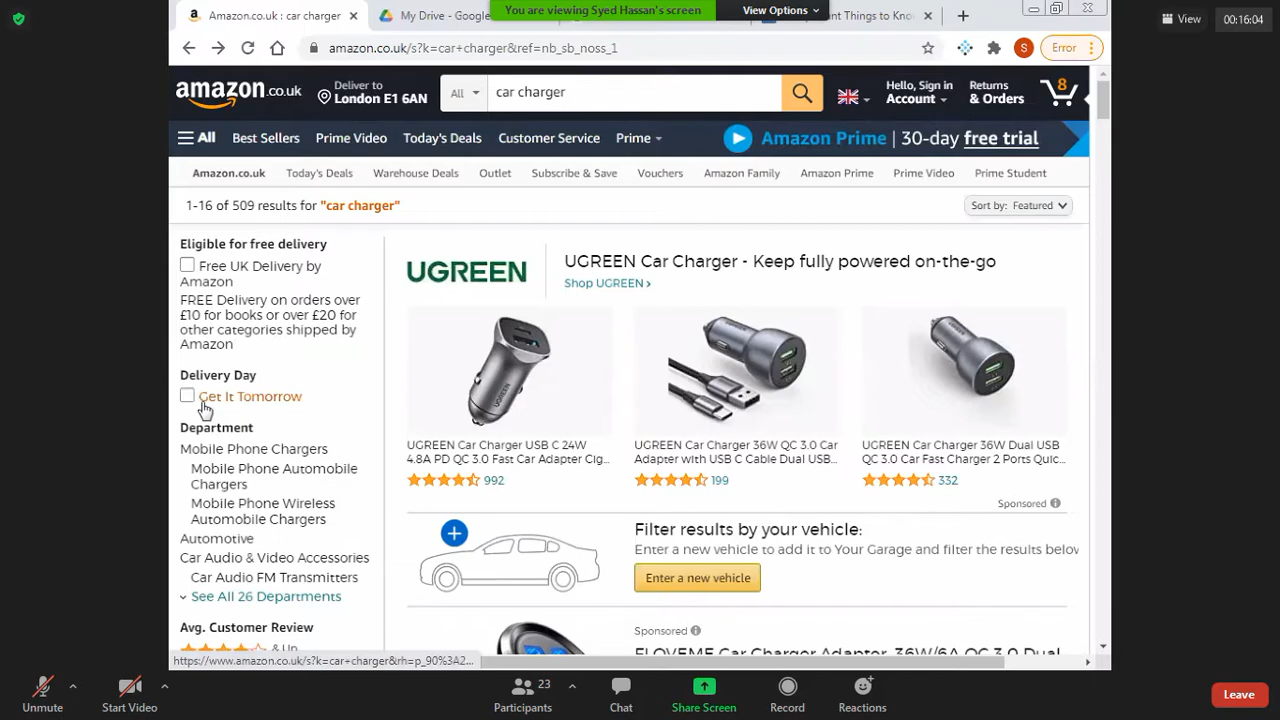 Amazon.co.uk : car charger
My Drive - Google
You are viewing Syed Hassan's screen
View Options
nt Things to Know
View
00:16:04
amazon.co.uk/s?k=car+charger&ref=nb_sb_noss_1
S
Error
amazon.co.uk
Deliver to
London E1 6AN
All
car charger
Hello, Sign in
Account
Returns
& Orders
8
All
Best Sellers
Prime Video
Today's Deals
Customer Service
Prime
Amazon Prime | 30-day free trial
Amazon.co.uk
Today's Deals
Warehouse Deals
Outlet
Subscribe & Save
Vouchers
Amazon Family
Amazon Prime
Prime Video
Prime Student
1-16 of 509 results for "car charger"
Sort by: Featured
Eligible for free delivery
Free UK Delivery by
Amazon
FREE Delivery on orders over
£10 for books or over £20 for
other categories shipped by
Amazon
Delivery Day
Get It Tomorrow
Department
Mobile Phone Chargers
Mobile Phone Automobile
Chargers
Mobile Phone Wireless
Automobile Chargers
Automotive
Car Audio & Video Accessories
Car Audio FM Transmitters
See All 26 Departments
Avg. Customer Review
& Up
https://www.amazon.co.uk/s?k=car+charger&rh=p_90%3A2...
UGREEN
UGREEN Car Charger - Keep fully powered on-the-go
Shop UGREEN ›
UGREEN Car Charger USB C 24W
4.8A PD QC 3.0 Fast Car Adapter Cig...
992
UGREEN Car Charger 36W QC 3.0 Car
Adapter with USB C Cable Dual USB...
199
UGREEN Car Charger 36W Dual USB
QC 3.0 Car Fast Charger 2 Ports Quic...
332
Sponsored
Filter results by your vehicle:
Enter a new vehicle to add it to Your Garage and filter the results below
Enter a new vehicle
Sponsored
Car Charger Adapter, 36W/6A QC 3.0 Dual
Unmute
Start Video
23
Participants
Chat
Share Screen
Record
Reactions
Leave